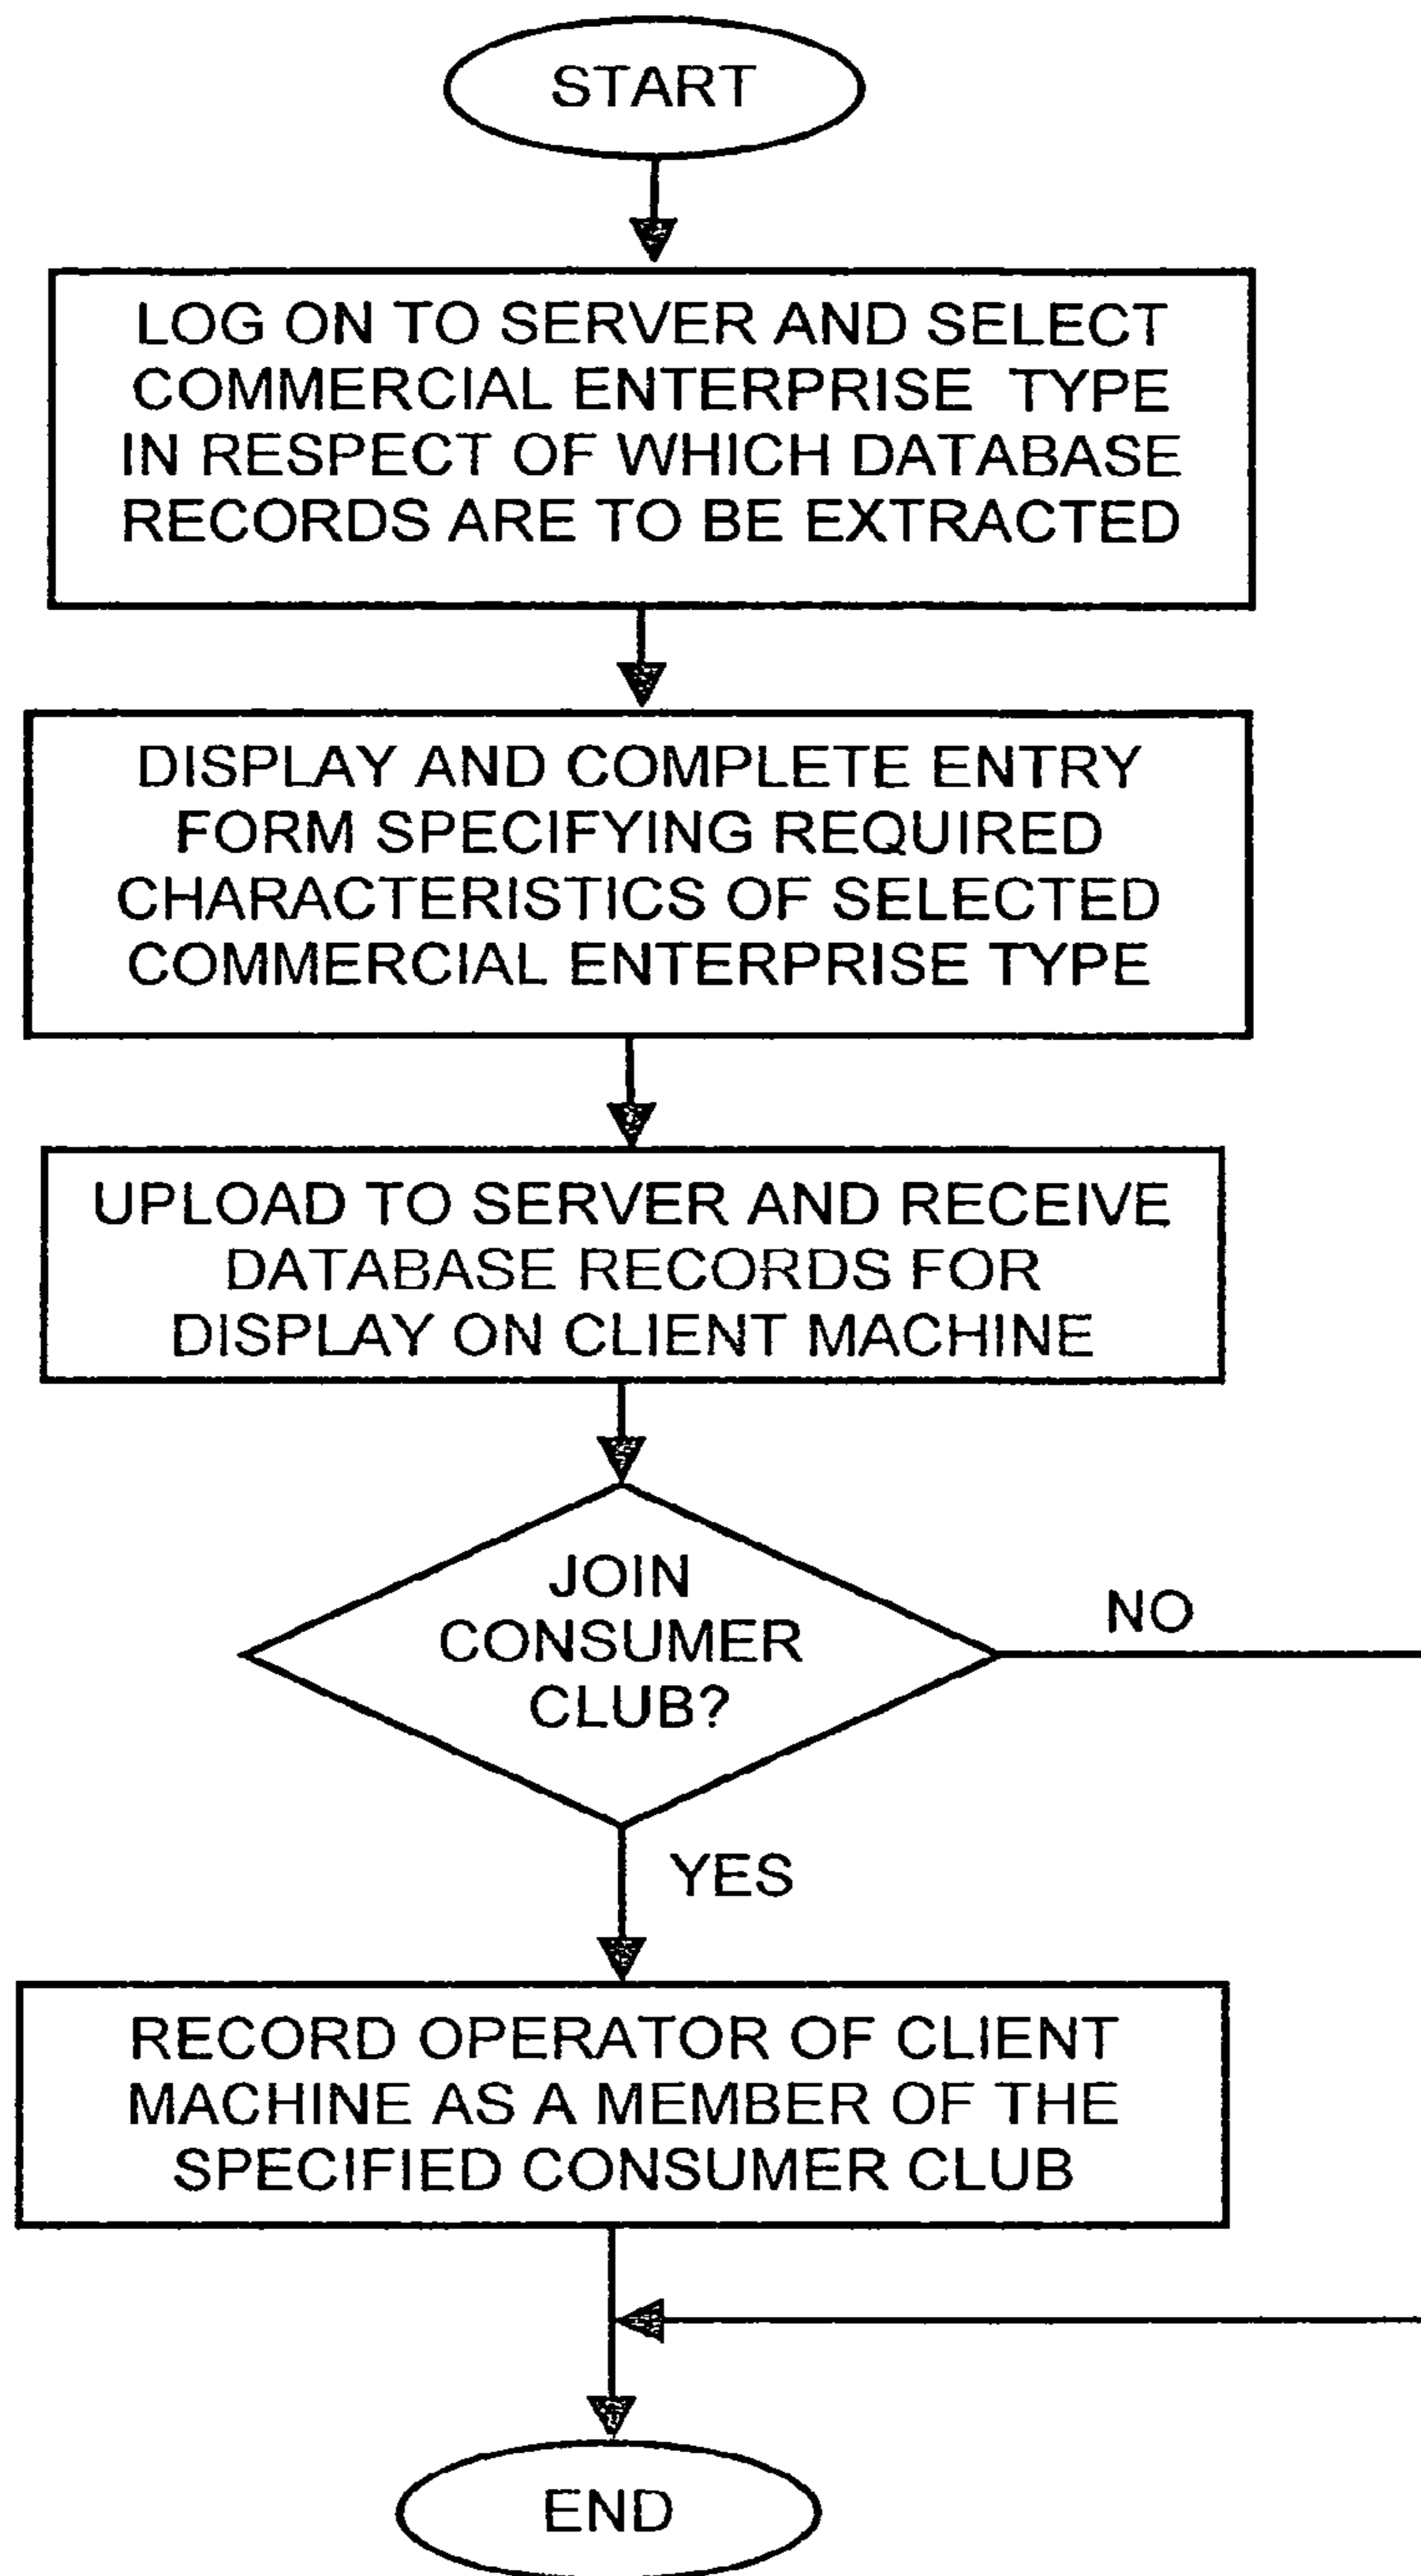 START
LOG ON TO SERVER AND SELECT
COMMERCIAL ENTERPRISE TYPE
IN RESPECT OF WHICH DATABASE
RECORDS ARE TO BE EXTRACTED
DISPLAY AND COMPLETE ENTRY
FORM SPECIFYING REQUIRED
CHARACTERISTICS OF SELECTED
COMMERCIAL ENTERPRISE TYPE
UPLOAD TO SERVER AND RECEIVE
DATABASE RECORDS FOR
DISPLAY ON CLIENT MACHINE
JOIN
CONSUMER
CLUB?
NO
YES
RECORD OPERATOR OF CLIENT
MACHINE AS A MEMBER OF THE
SPECIFIED CONSUMER CLUB
END